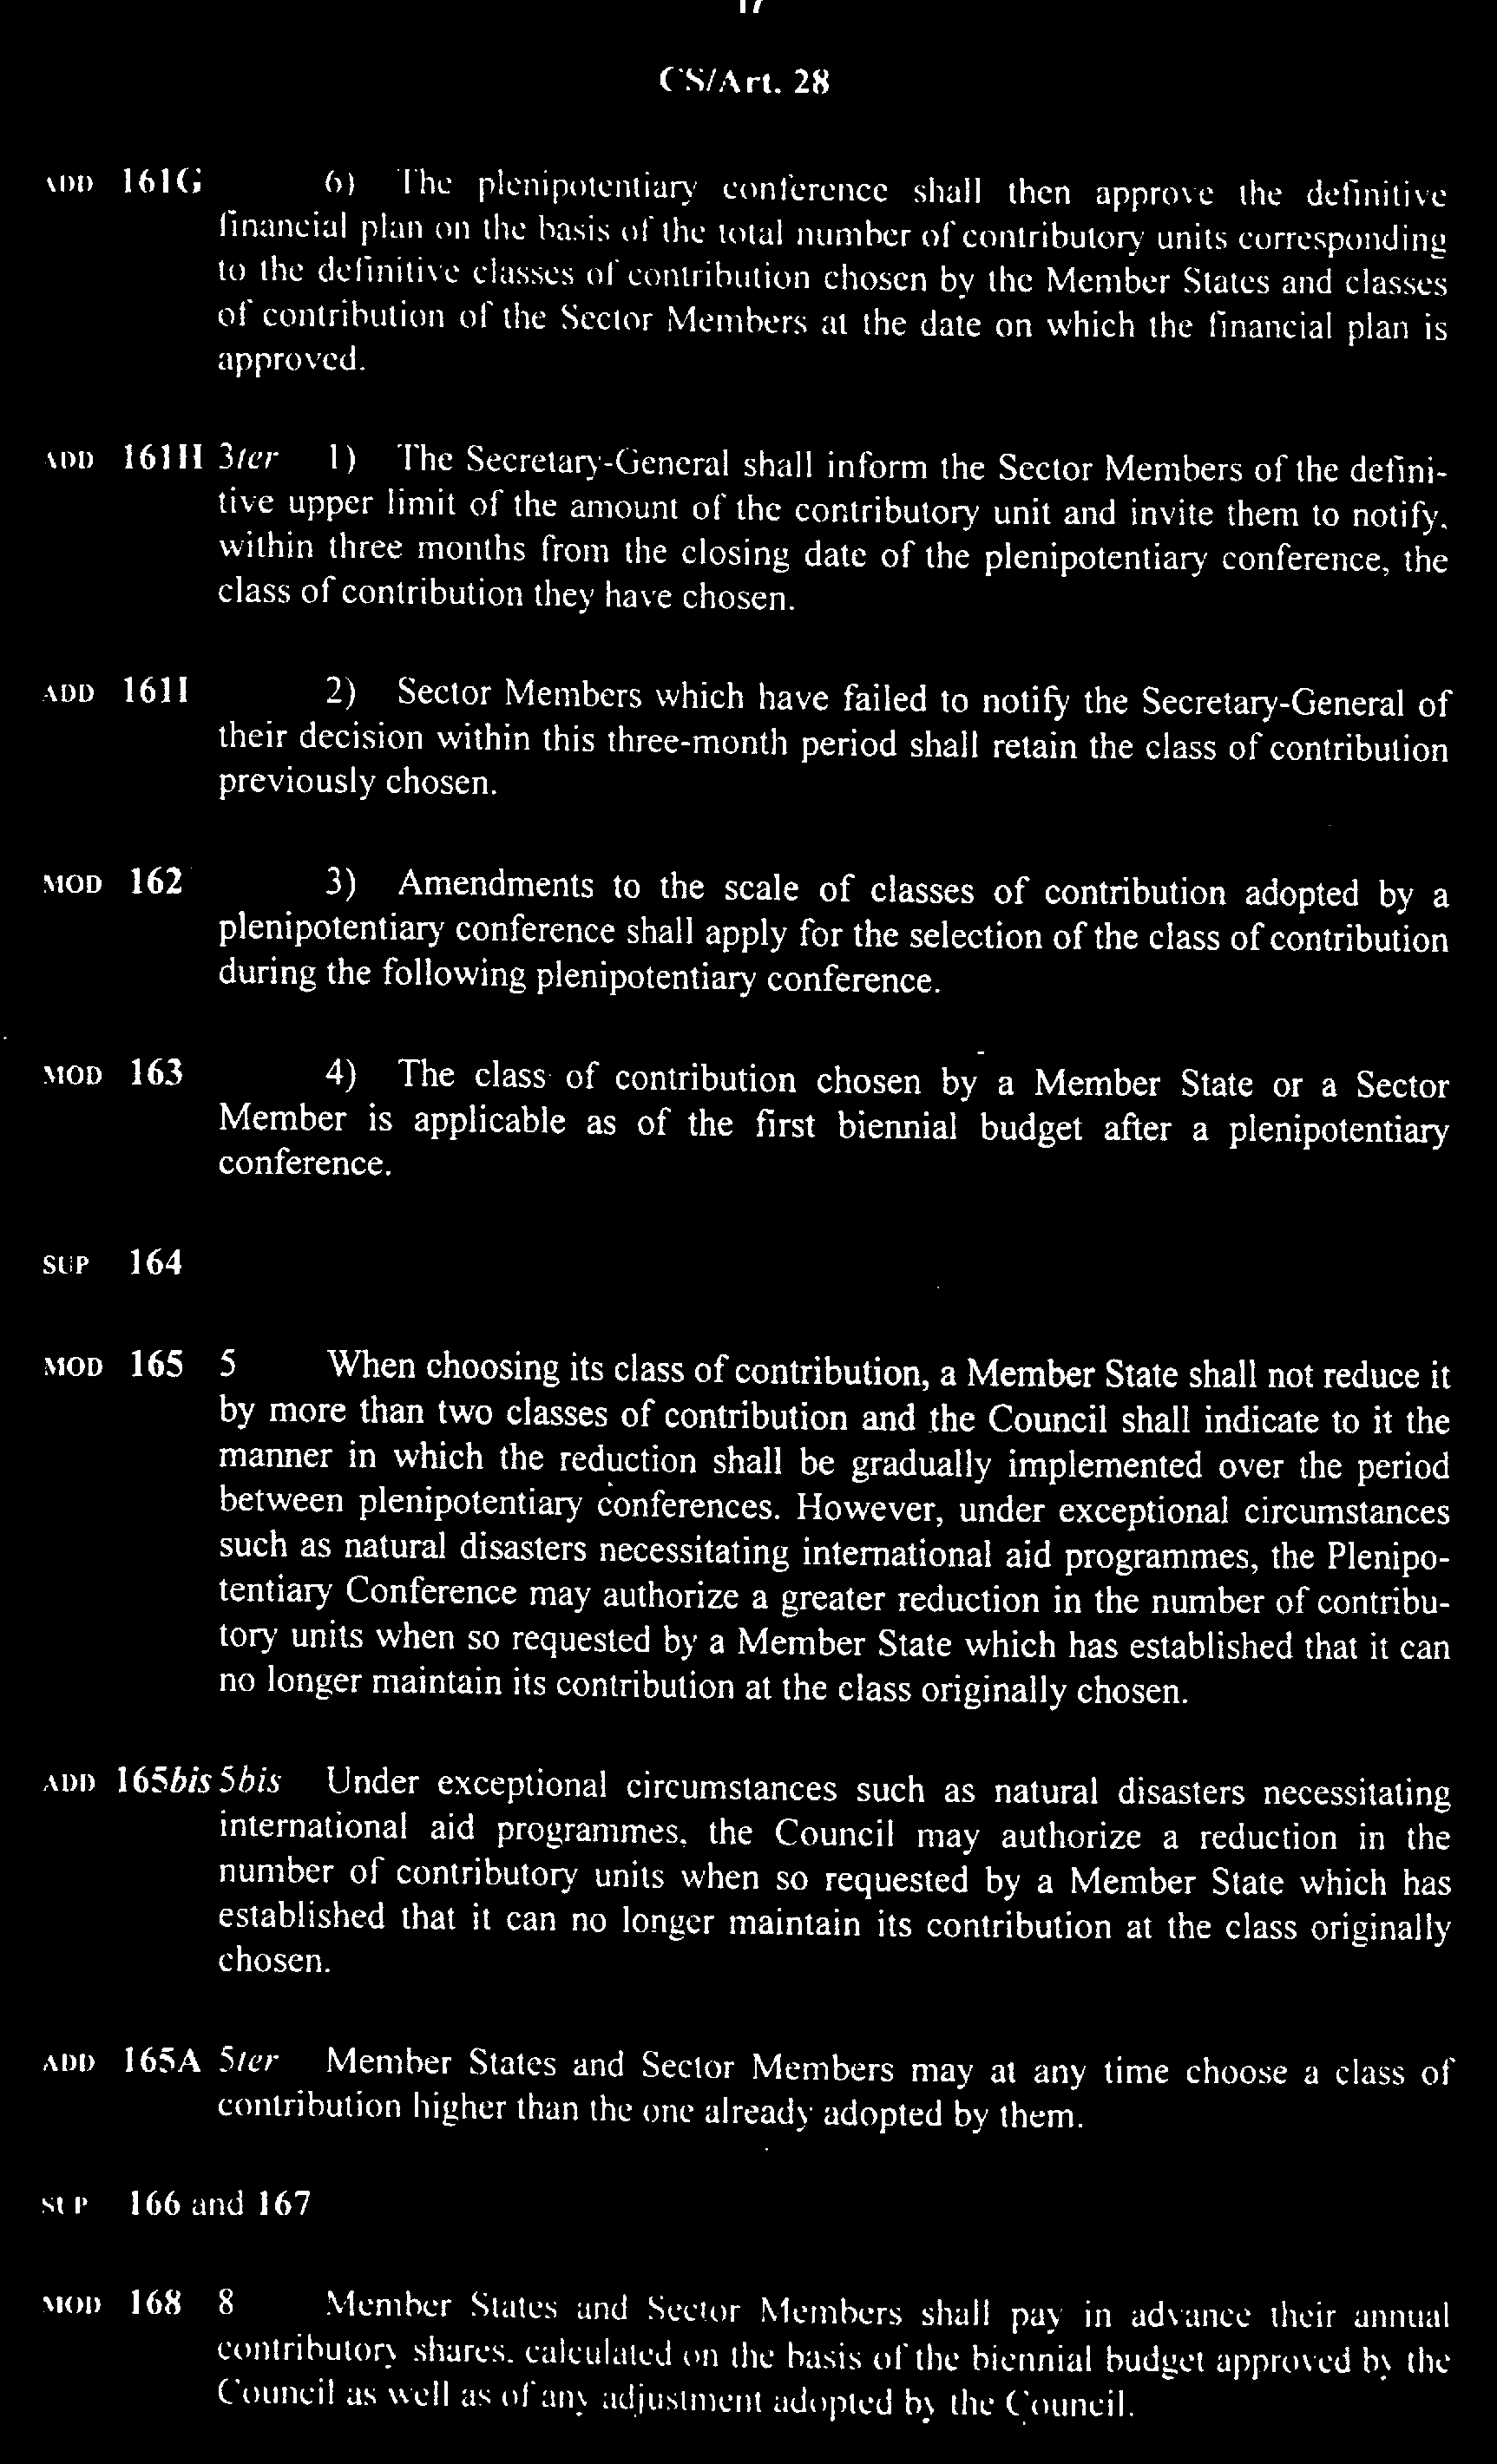 17
CS/Art. 28
ADD 161G 6) The plenipotentiary conference shall then approve the definitive
financial plan on the basis of the total number of contributory units corresponding
to the definitive classes of contribution chosen by the Member States and classes
of contribution of the Sector Members at the date on which the financial plan is
approved.
ADD 161H 3ter 1) The Secretary-General shall inform the Sector Members of the defini-
tive upper limit of the amount of the contributory unit and invite them to notify,
within three months from the closing date of the plenipotentiary conference, the
class of contribution they have chosen.
ADD 161I 2) Sector Members which have failed to notify the Secretary-General of
their decision within this three-month period shall retain the class of contribution
previously chosen.
MOD 162 3) Amendments to the scale of classes of contribution adopted by a
plenipotentiary conference shall apply for the selection of the class of contribution
during the following plenipotentiary conference.
MOD 163 4) The class of contribution chosen by a Member State or a Sector
Member is applicable as of the first biennial budget after a plenipotentiary
conference.
SUP 164
MOD 165 5 When choosing its class of contribution, a Member State shall not reduce it
by more than two classes of contribution and the Council shall indicate to it the
manner in which the reduction shall be gradually implemented over the period
between plenipotentiary conferences. However, under exceptional circumstances
such as natural disasters necessitating international aid programmes, the Plenipo-
tentiary Conference may authorize a greater reduction in the number of contribu-
tory units when so requested by a Member State which has established that it can
no longer maintain its contribution at the class originally chosen.
ADD 165bis 5bis Under exceptional circumstances such as natural disasters necessitating
international aid programmes, the Council may authorize a reduction in the
number of contributory units when so requested by a Member State which has
established that it can no longer maintain its contribution at the class originally
chosen.
ADD 165A 5ter Member States and Sector Members may at any time choose a class of
contribution higher than the one already adopted by them.
SUP 166 and 167
MOD 168 8 Member States and Sector Members shall pay in advance their annual
contributory shares, calculated on the basis of the biennial budget approved by the
Council as well as of any adjustment adopted by the Council.